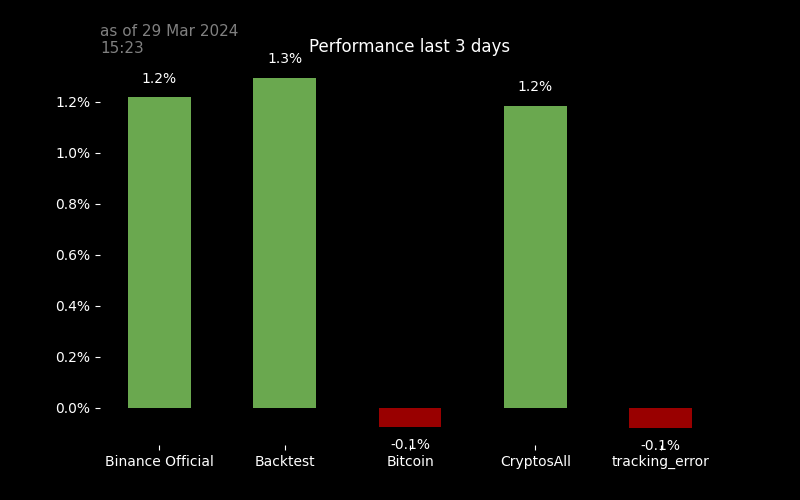 as of 29 Mar 2024
15:23
Performance last 3 days
1.2%
1.3%
-0.1%
1.2%
-0.1%
1.2%
1.0%
0.8%
0.6%
0.4%
0.2%
0.0%
Binance Official
Backtest
Bitcoin
CryptosAll
tracking_error